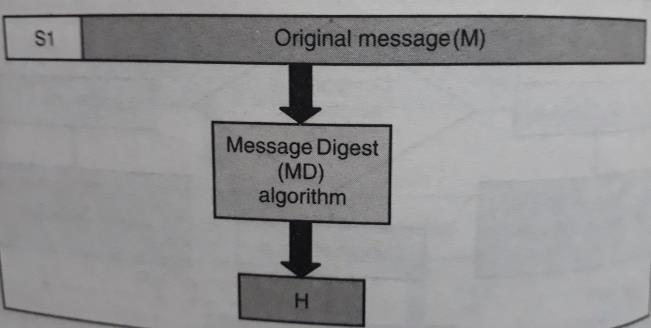 S1
Original message (M)
Message Digest
(MD)
algorithm
H